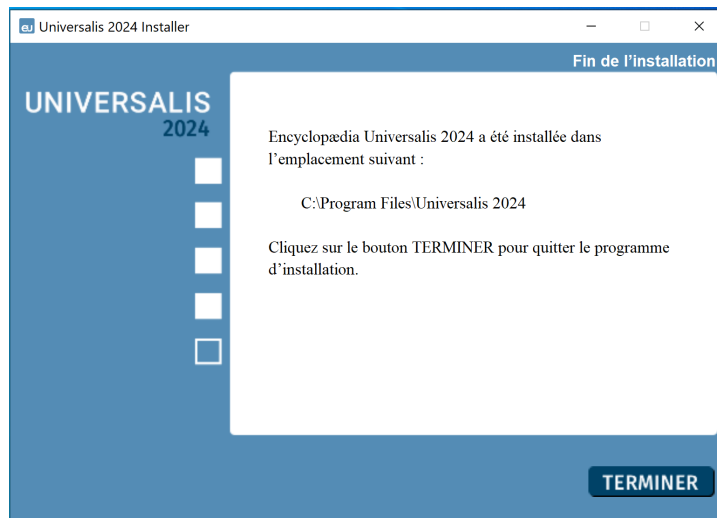 eu Universalis 2024 Installer
Fin de l’installation
UNIVERSALIS
2024
Encyclopædia Universalis 2024 a été installée dans
l’emplacement suivant :
C:\Program Files\Universalis 2024
Cliquez sur le bouton TERMINER pour quitter le programme
d’installation.
TERMINER